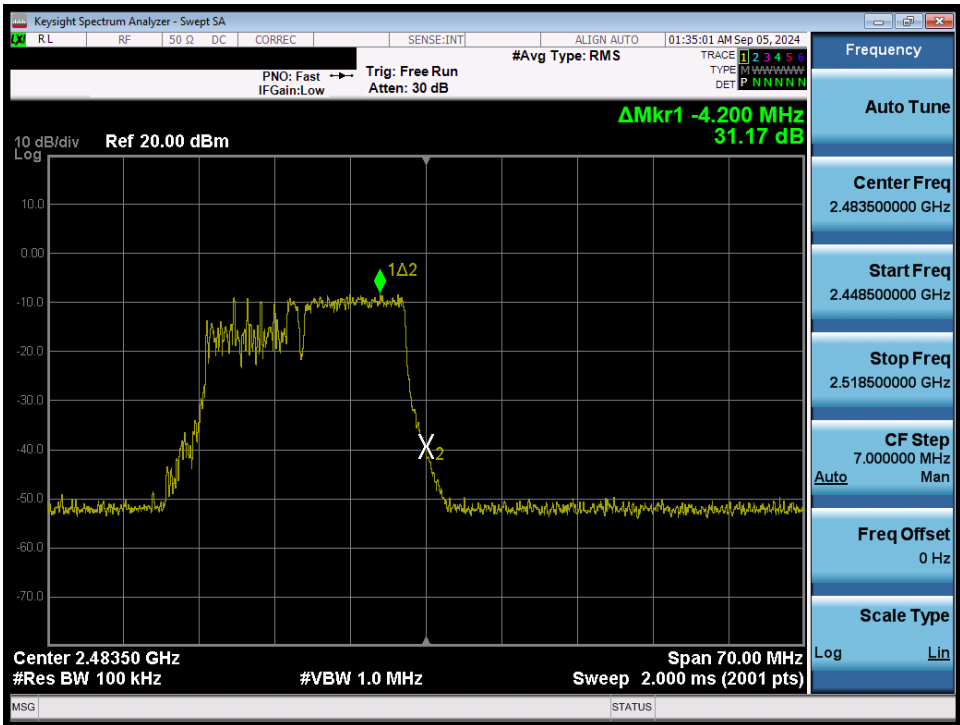 Keysight Spectrum Analyzer - Swept SA
LXI RL RF 50 Ω DC CORREC SENSE:INT ALIGN AUTO 01:35:01 AM Sep 05, 2024
#Avg Type: RMS
TRACE 1 2 3 4 5 6
PNO: Fast Trig: Free Run
TYPE M WWWWW
IFGain:Low Atten: 30 dB
DET P N N N N N
ΔMkr1 -4.200 MHz
31.17 dB
10 dB/div Ref 20.00 dBm
Log
10.0
0.00
-10.0
-20.0
-30.0
-40.0
-50.0
-60.0
-70.0
1Δ2
X2
Center 2.48350 GHz Span 70.00 MHz
#Res BW 100 kHz #VBW 1.0 MHz Sweep 2.000 ms (2001 pts)
MSG STATUS
Frequency
Auto Tune
Center Freq
2.483500000 GHz
Start Freq
2.448500000 GHz
Stop Freq
2.518500000 GHz
CF Step
7.000000 MHz
Auto Man
Freq Offset
0 Hz
Scale Type
Log Lin